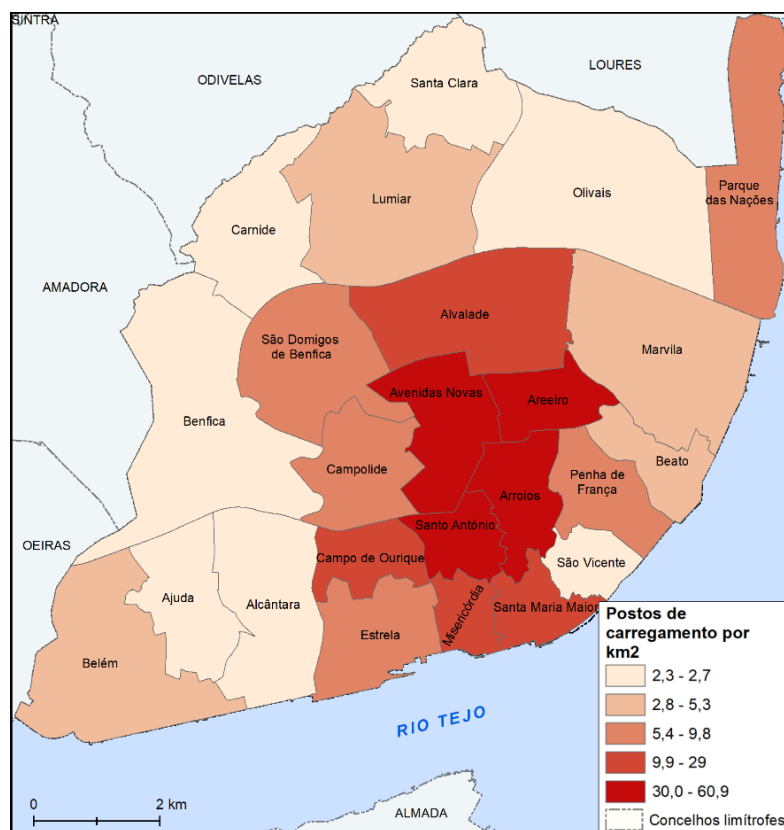 SINTRA
ODIVELAS
LOURES
Santa Clara
Lumiar
Olivais
Parque
das Nações
Carnide
AMADORA
Alvalade
São Domigos
de Benfica
Marvila
Avenidas Novas
Areeiro
Benfica
Beato
Campolide
Penha de
França
Arroios
Santo António
OEIRAS
Campo de Ourique
São Vicente
Ajuda
Alcântara
Misericórdia
Santa Maria Maior
Estrela
Belém
RIO TEJO
ALMADA
0 2 km
Postos de
carregamento por
km2
2,3 - 2,7
2,8 - 5,3
5,4 - 9,8
9,9 - 29
30,0 - 60,9
Concelhos limítrofes